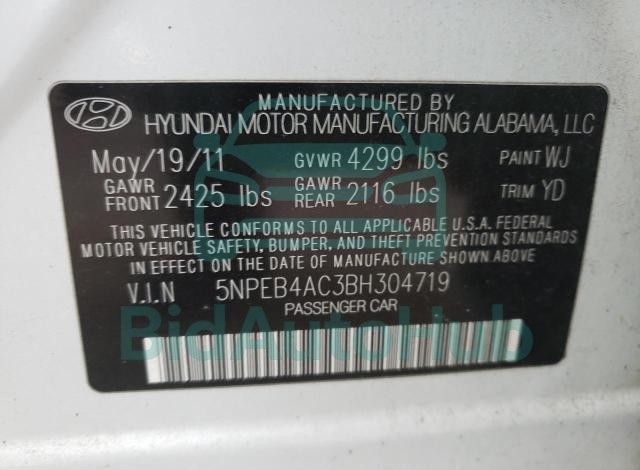 MANUFACTURED BY
HYUNDAI MOTOR MANUFACTURING ALABAMA, LLC
May/19/11 GVWR 4299 lbs PAINT WJ
GAWR FRONT 2425 lbs GAWR REAR 2116 lbs TRIM YD
THIS VEHICLE CONFORMS TO ALL APPLICABLE U.S.A. FEDERAL
MOTOR VEHICLE SAFETY, BUMPER, AND THEFT PREVENTION STANDARDS
IN EFFECT ON THE DATE OF MANUFACTURE SHOWN ABOVE
V.I.N 5NPEB4AC3BH304719
PASSENGER CAR
BidAutoHub